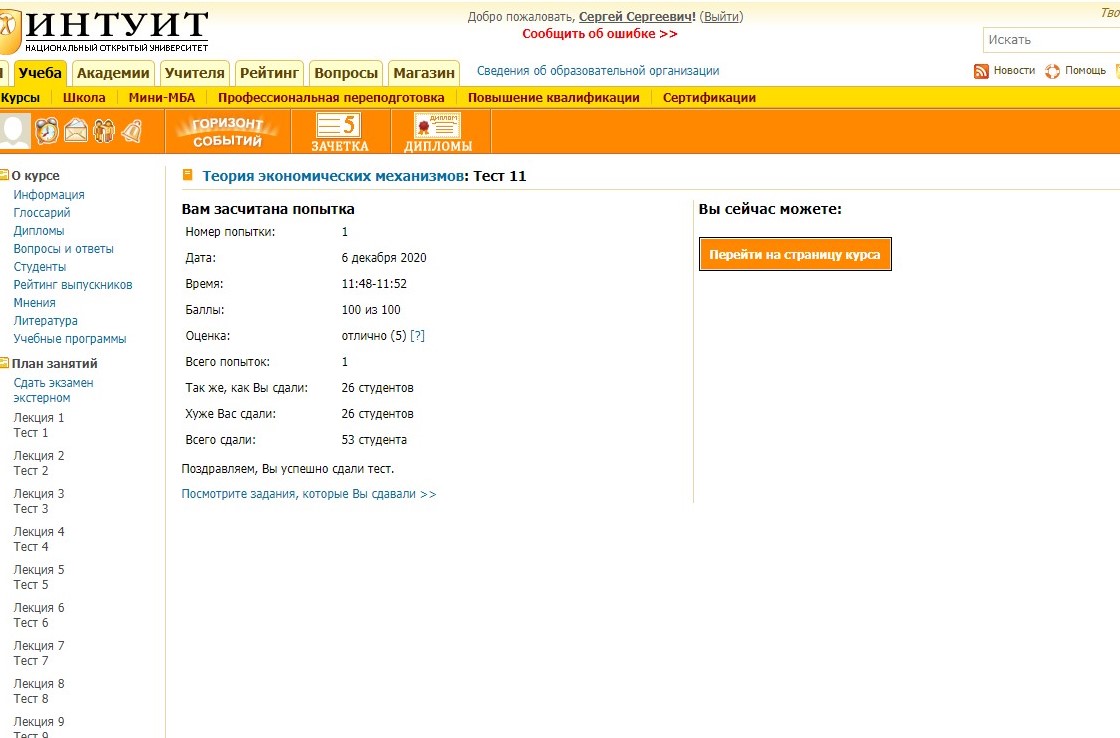 ИНТУИТ
НАЦИОНАЛЬНЫЙ ОТКРЫТЫЙ УНИВЕРСИТЕТ
Добро пожаловать, Сергей Сергеевич! (Выйти)
Сообщить об ошибке >>
Искать
Учеба
Академии
Учителя
Рейтинг
Вопросы
Магазин
Сведения об образовательной организации
Новости
Помощь
Курсы
Школа
Мини-МБА
Профессиональная переподготовка
Повышение квалификации
Сертификации
ГОРИЗОНТ
СОБЫТИЙ
5
ЗАЧЕТКА
ДИПЛОМ
ДИПЛОМЫ
О курсе
Информация
Глоссарий
Дипломы
Вопросы и ответы
Студенты
Рейтинг выпускников
Мнения
Литература
Учебные программы
План занятий
Сдать экзамен
экстерном
Лекция 1
Тест 1
Лекция 2
Тест 2
Лекция 3
Тест 3
Лекция 4
Тест 4
Лекция 5
Тест 5
Лекция 6
Тест 6
Лекция 7
Тест 7
Лекция 8
Тест 8
Лекция 9
Тест 9
Теория экономических механизмов: Тест 11
Вам засчитана попытка
Номер попытки: 1
Дата: 6 декабря 2020
Время: 11:48-11:52
Баллы: 100 из 100
Оценка: отлично (5) [?]
Всего попыток: 1
Так же, как Вы сдали: 26 студентов
Хуже Вас сдали: 26 студентов
Всего сдали: 53 студента
Поздравляем, Вы успешно сдали тест.
Посмотрите задания, которые Вы сдавали >>
Вы сейчас можете:
Перейти на страницу курса